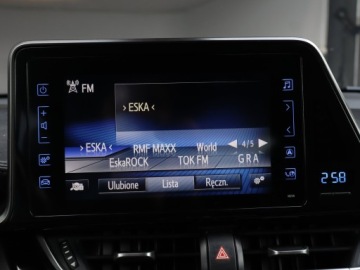 FM
› ESKA ‹
› ESKA ‹ RMF MAXX World 4/5
EskaROCK TOK FM GRA
Ulubione Lista Ręczn.
2 58